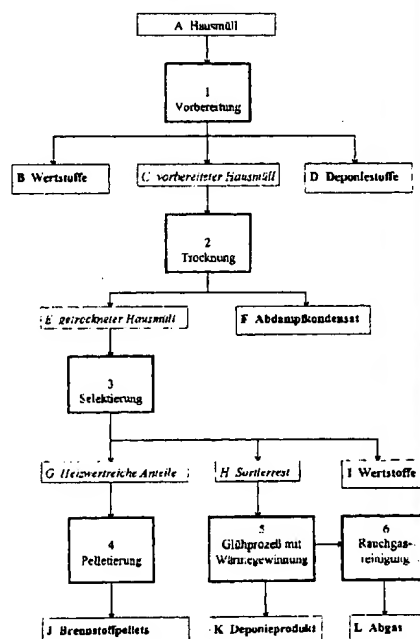 A Hausmüll
1
Vorbereitung
B Wertstoffe
C vorbereiteter Hausmüll
D Deponiestoffe
2
Trocknung
E getrockneter Hausmüll
F Abdampfkondensat
3
Selektierung
G Heizwertreiche Anteile
H Sortierrest
I Wertstoffe
4
Pelletierung
5
Glühprozeß mit
Wärmegewinnung
6
Rauchgas-
reinigung
J Brennstoffpellets
K Deponieprodukt
L Abgas